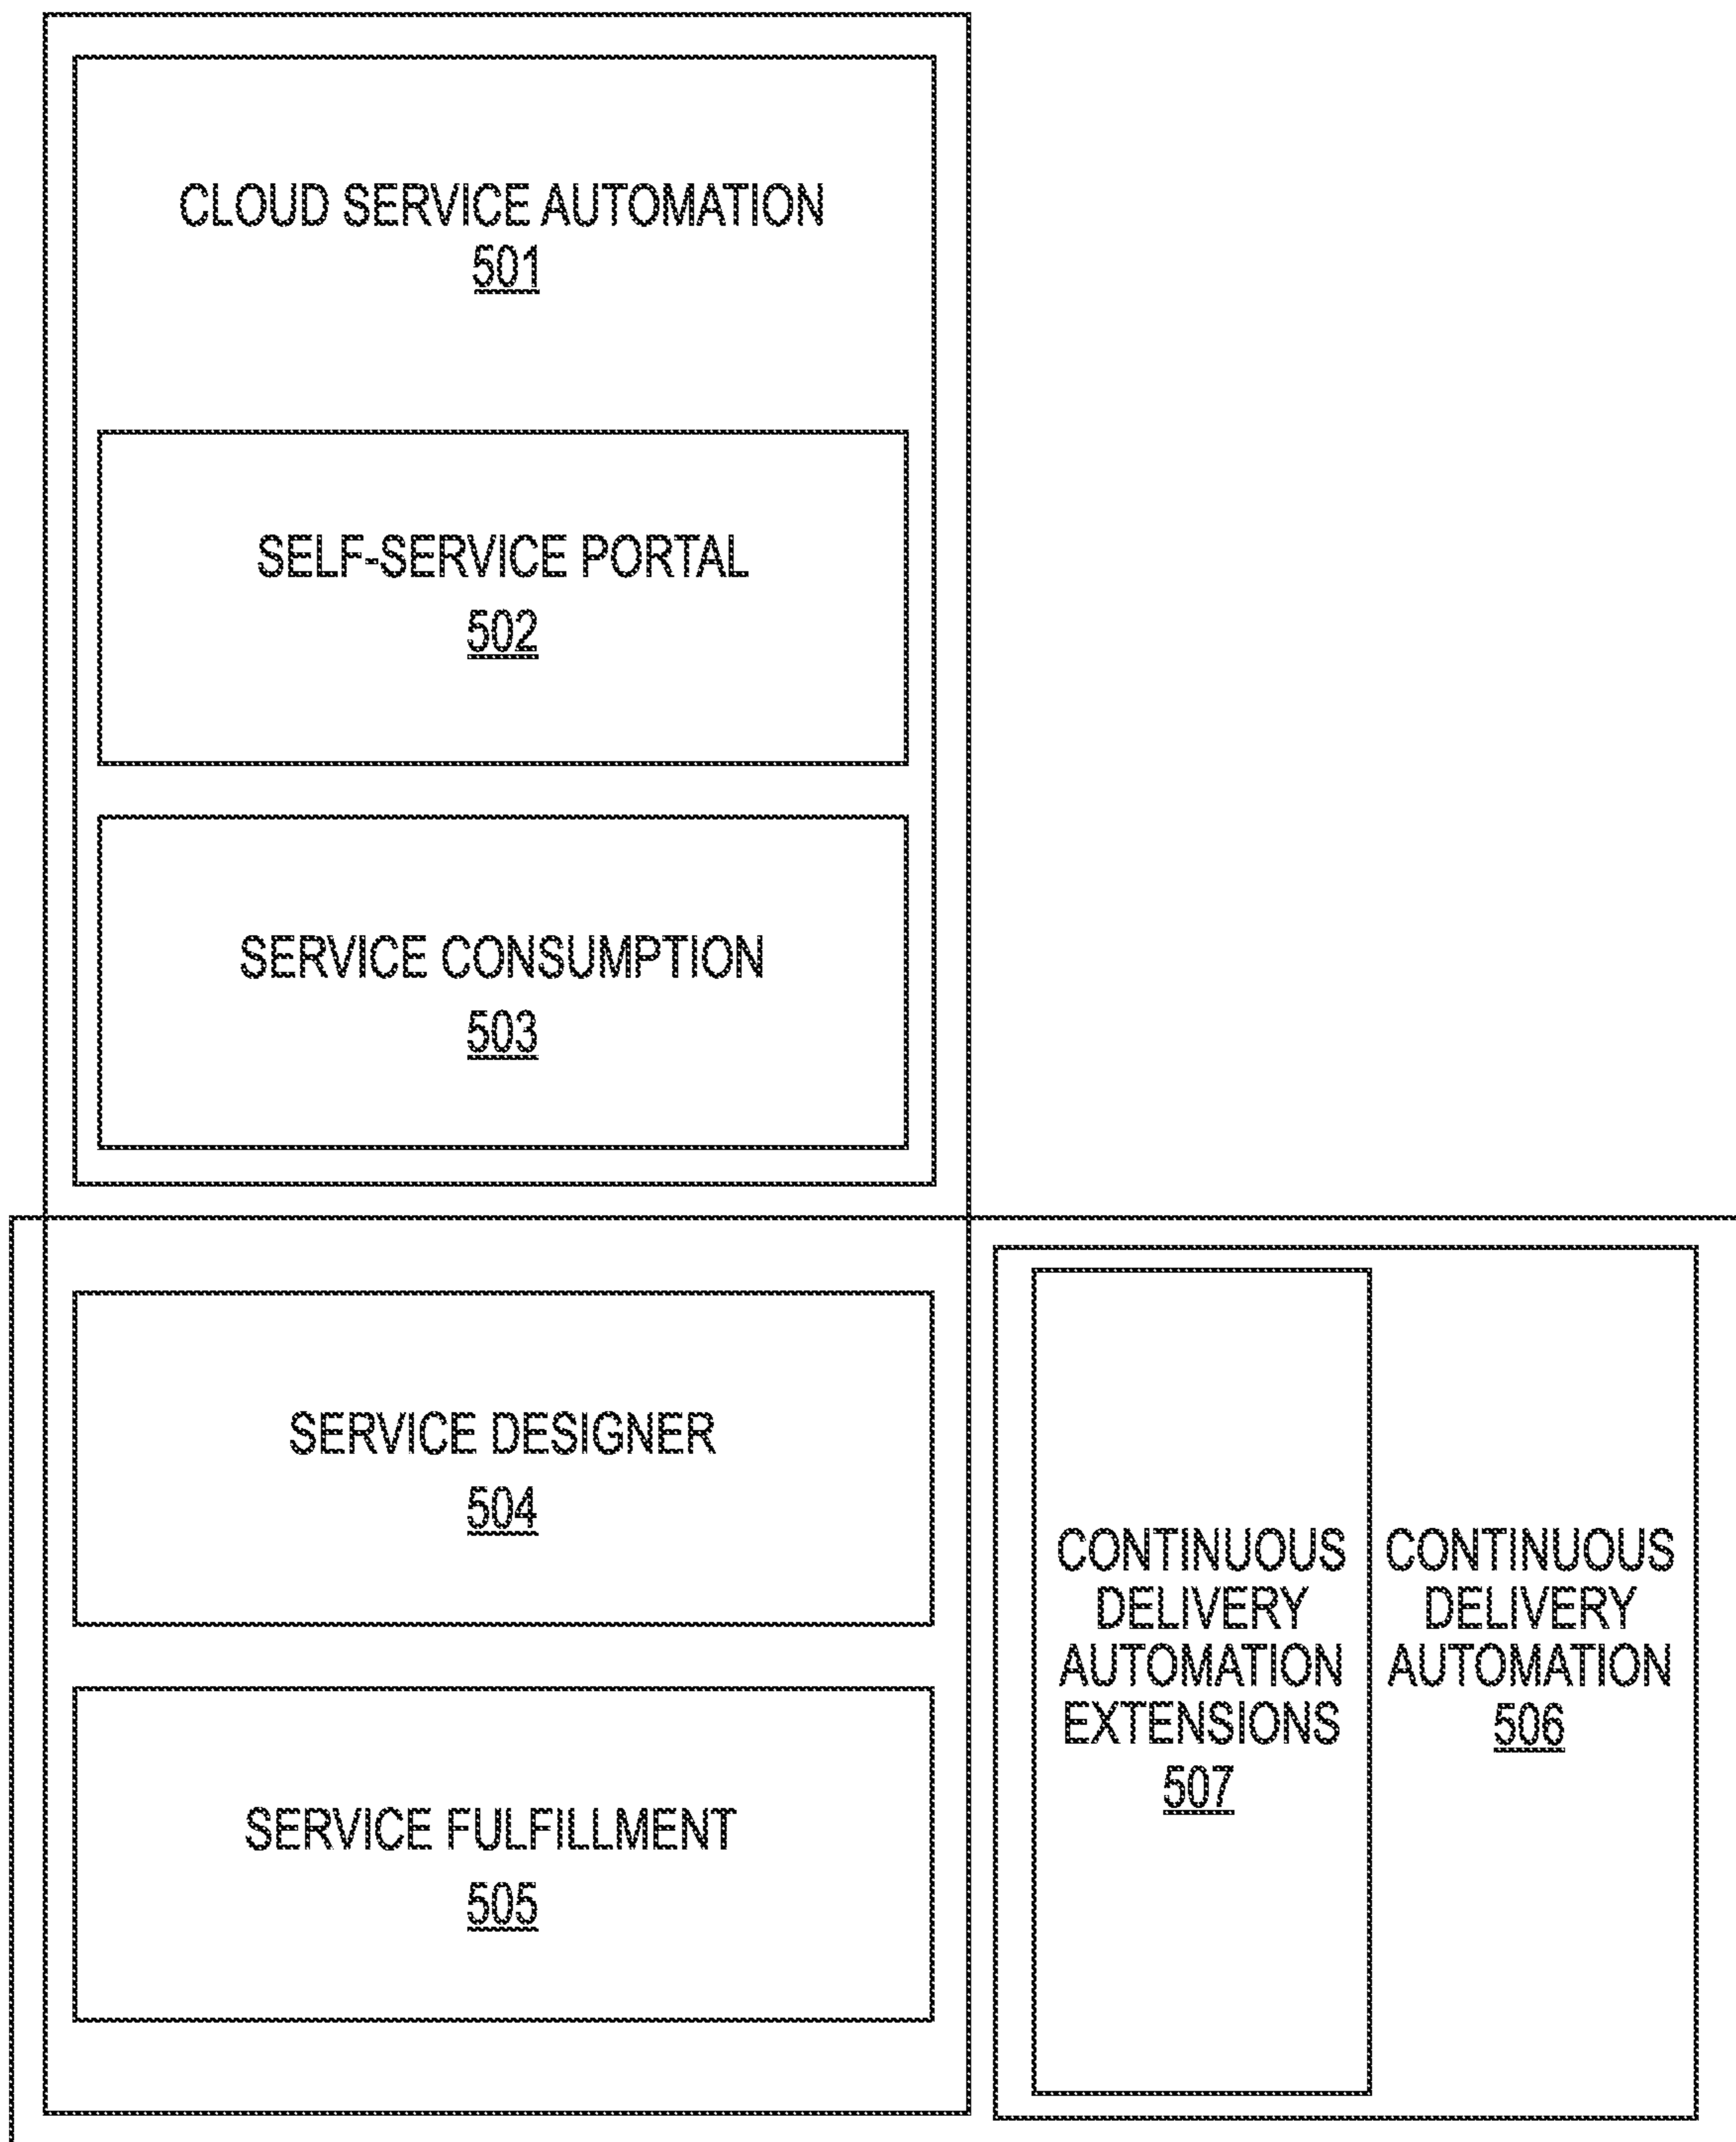 CLOUD SERVICE AUTOMATION
501
SELF-SERVICE PORTAL
502
SERVICE CONSUMPTION
503
SERVICE DESIGNER
504
SERVICE FULFILLMENT
505
CONTINUOUS
DELIVERY
AUTOMATION
EXTENSIONS
507
CONTINUOUS
DELIVERY
AUTOMATION
506